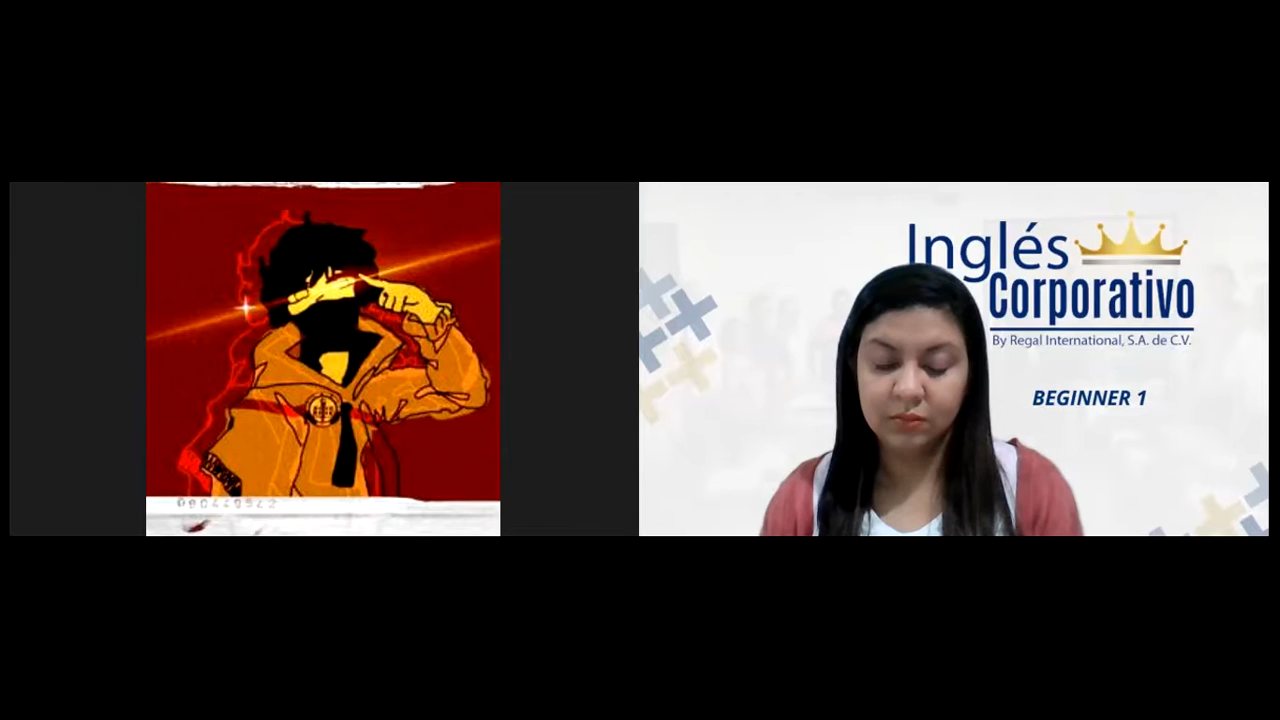 Inglés
Corporativo
By Regal International, S.A. de C.V.
BEGINNER 1